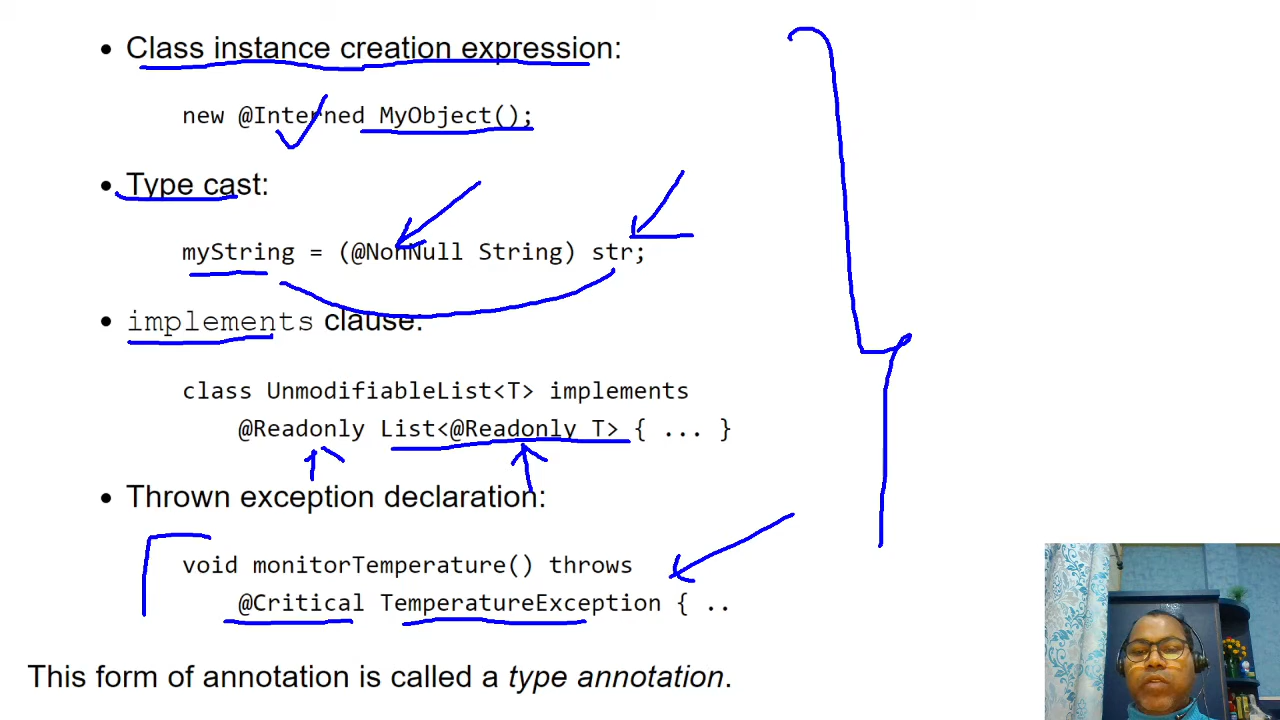 • Class instance creation expression:
new @Interned MyObject();
• Type cast:
myString = (@NonNull String) str;
• implements clause:
class UnmodifiableList<T> implements
@Readonly List<@Readonly T> { ... }
• Thrown exception declaration:
void monitorTemperature() throws
@Critical TemperatureException { ..
This form of annotation is called a type annotation.